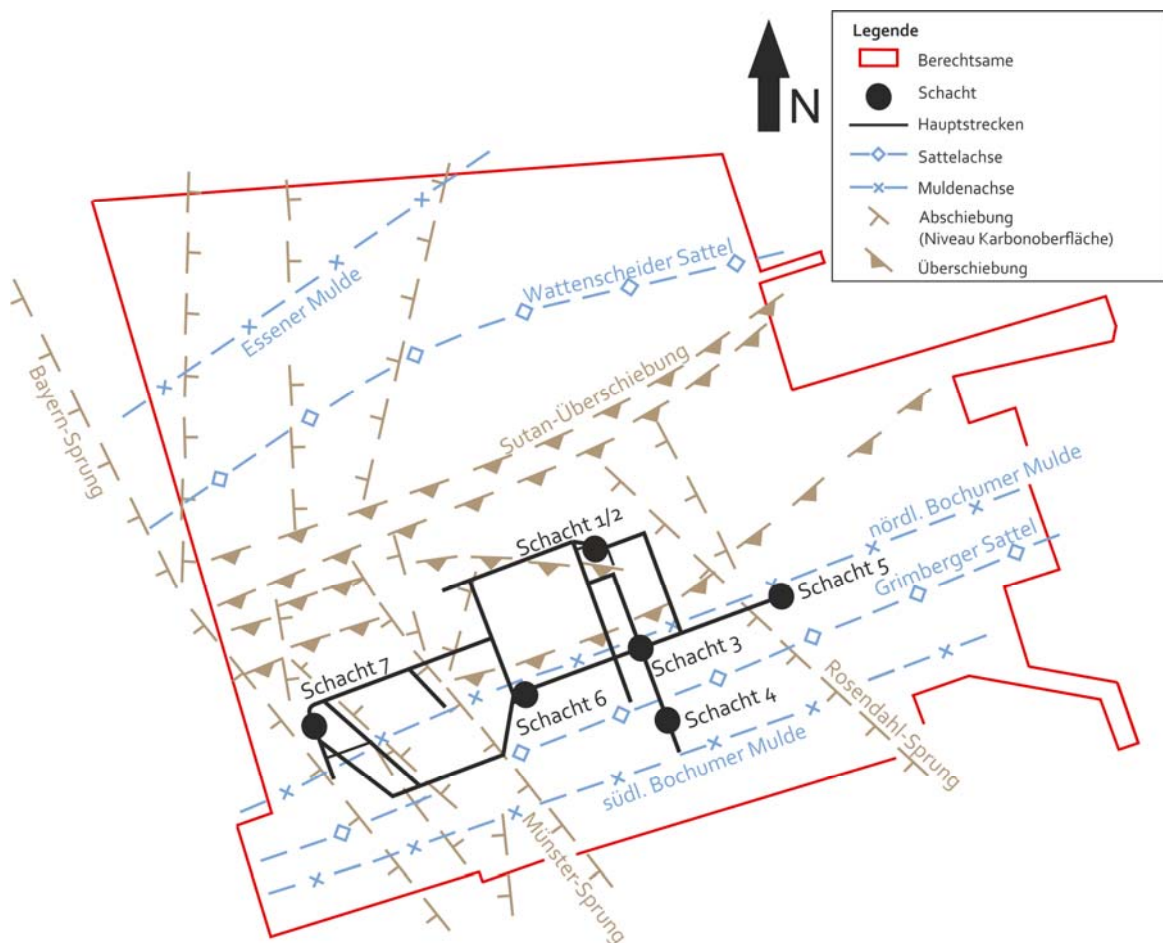 Legende
Berechtsame
Schacht
Hauptstrecken
Sattelachse
Muldenachse
Abschiebung
(Niveau Karbonoberfläche)
Überschiebung
N
Essener Mulde
Wattenscheider Sattel
Bayern-Sprung
Sutan-Überschiebung
nördl. Bochumer Mulde
Schacht 1/2
Schacht 5
Grimberger Sattel
Schacht 3
Schacht 7
Schacht 6
Schacht 4
Rosendahl-Sprung
südl. Bochumer Mulde
Münster-Sprung